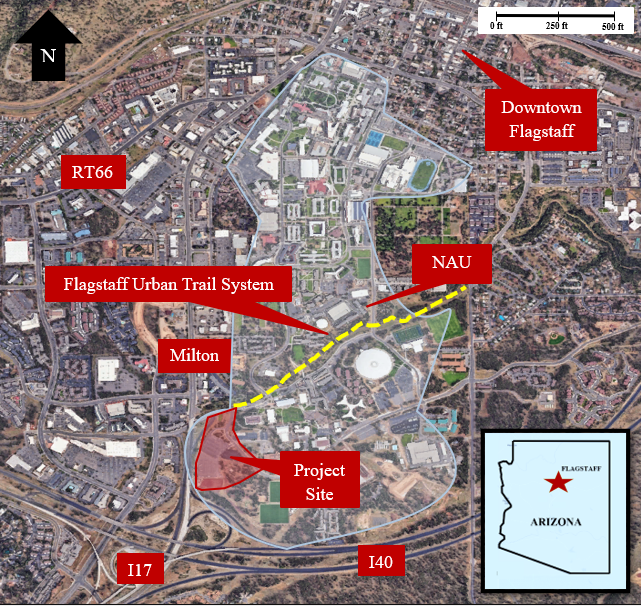 0 ft 250 ft 500 ft
N
Downtown
Flagstaff
RT66
NAU
Flagstaff Urban Trail System
Milton
Project
Site
FLAGSTAFF
ARIZONA
I17
I40